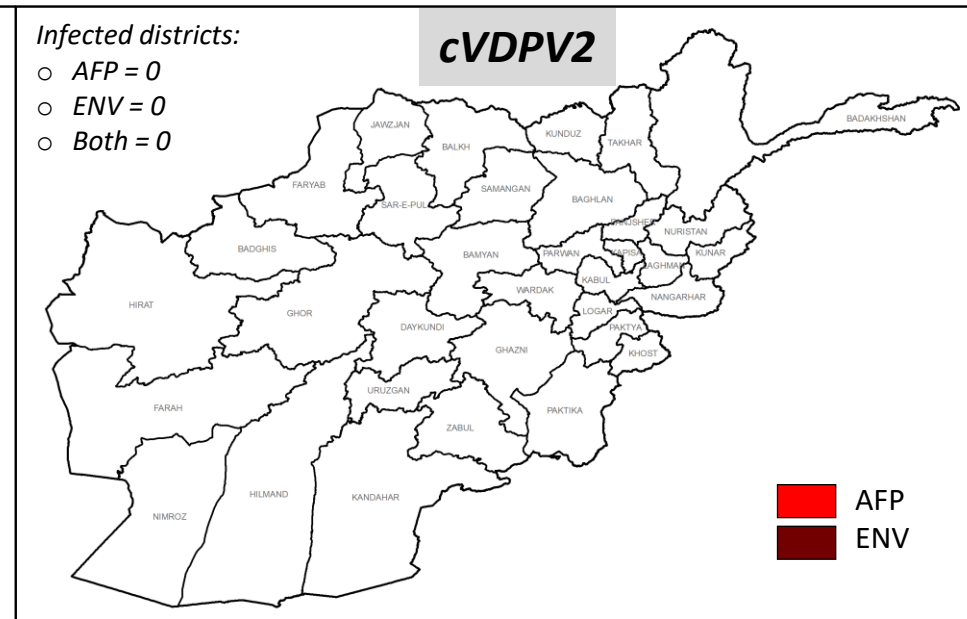 Infected districts:
○ AFP = 0
○ ENV = 0
○ Both = 0
cVDPV2
JAWZJAN
BALKH
KUNDUZ
TAKHAR
BADAKHSHAN
FARYAB
SAR-E-PUL
SAMANGAN
BAGHLAN
NURISTAN
BADGHIS
BAMYAN
PARWAN
KAPISA
KUNAR
LAGHMAN
HIRAT
GHOR
WARDAK
KABUL
NANGARHAR
DAYKUNDI
LOGAR
PAKTYA
GHAZNI
KHOST
FARAH
URUZGAN
ZABUL
PAKTIKA
NIMROZ
HILMAND
KANDAHAR
AFP
ENV